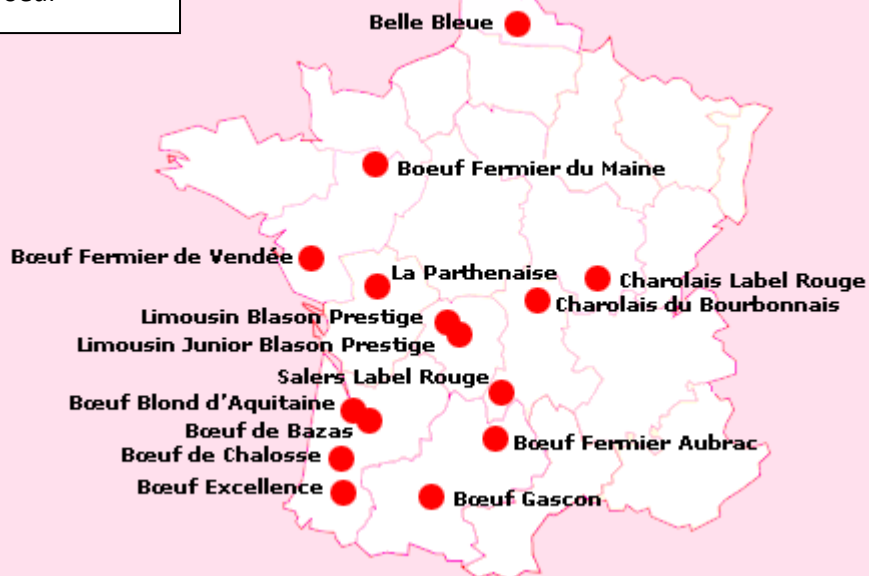 Belle Bleue
Boeuf Fermier du Maine
Bœuf Fermier de Vendée
La Parthenaise
Charolais Label Rouge
Charolais du Bourbonnais
Limousin Blason Prestige
Limousin Junior Blason Prestige
Salers Label Rouge
Bœuf Blond d'Aquitaine
Bœuf de Bazas
Bœuf Fermier Aubrac
Bœuf de Chalosse
Bœuf Excellence
Bœuf Gascon